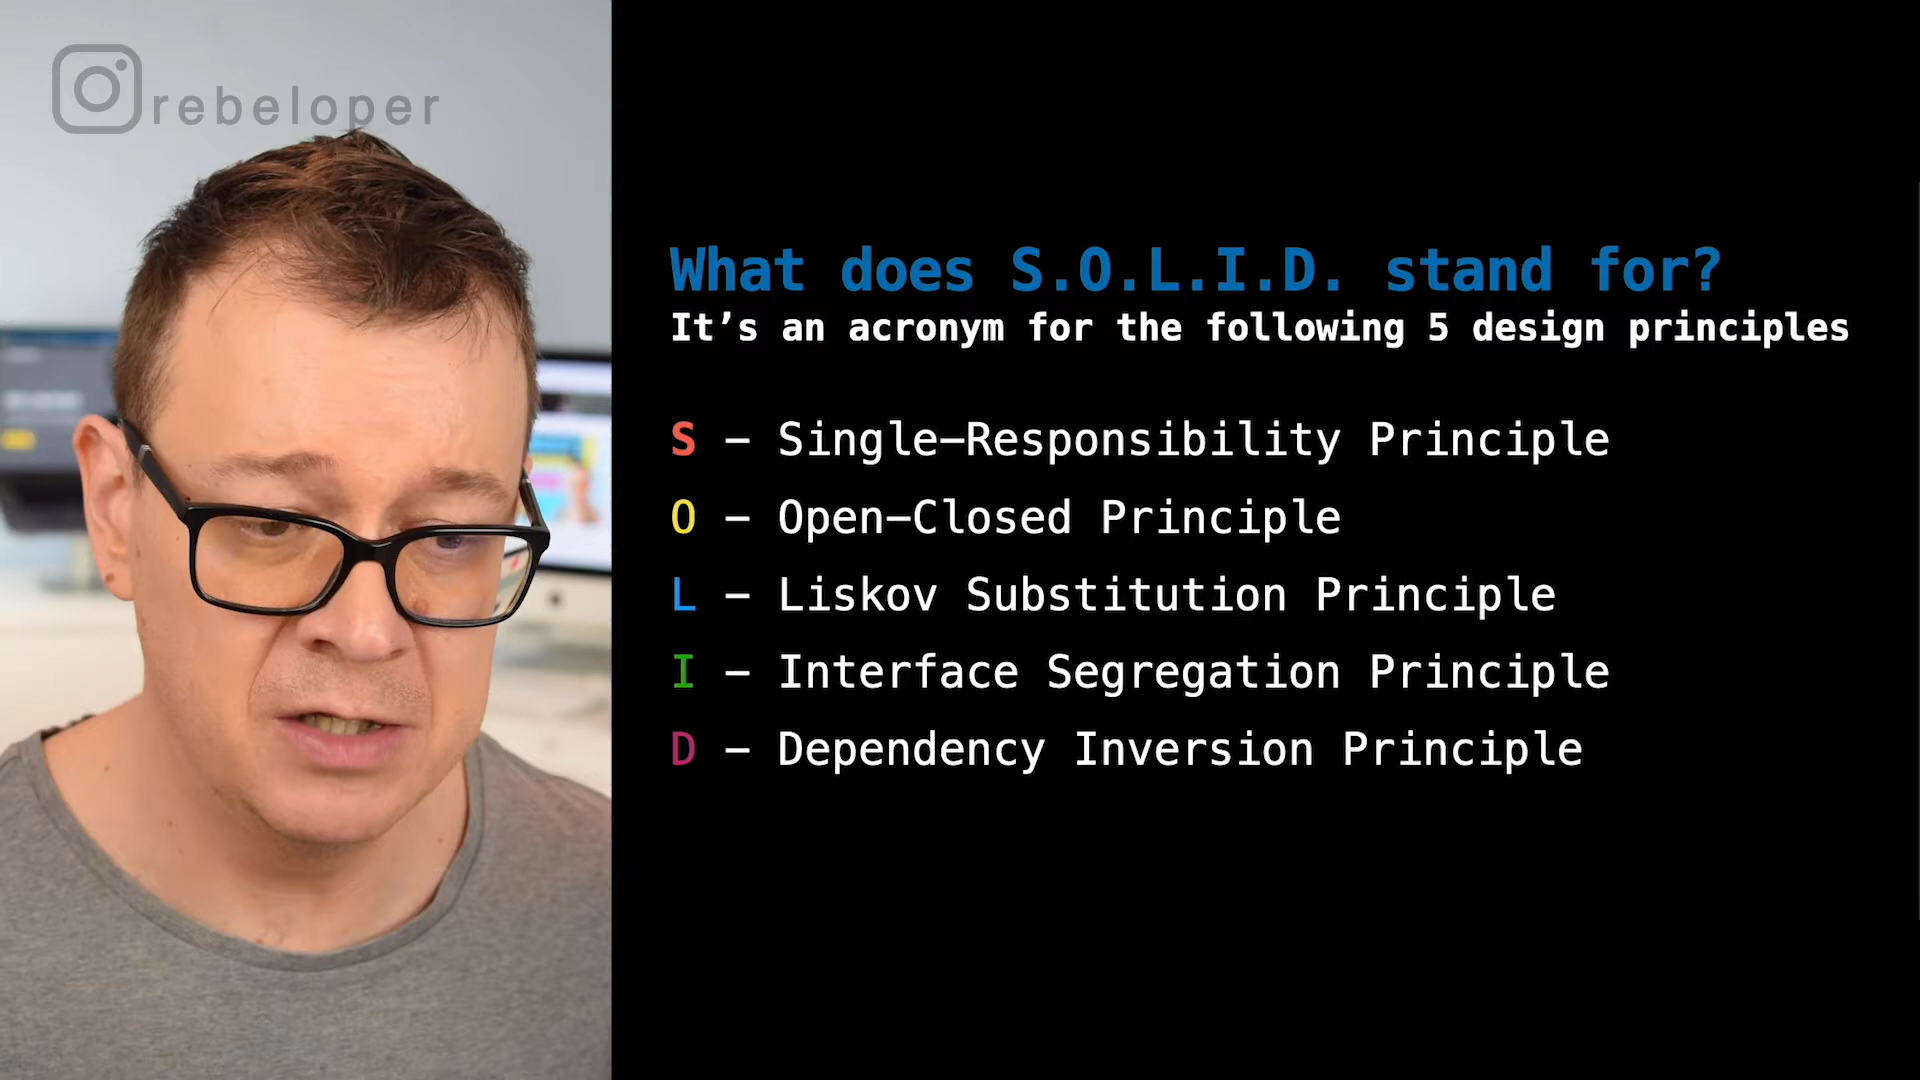 rebeloper
What does S.O.L.I.D. stand for?
It’s an acronym for the following 5 design principles
S – Single–Responsibility Principle
O – Open–Closed Principle
L – Liskov Substitution Principle
I – Interface Segregation Principle
D – Dependency Inversion Principle